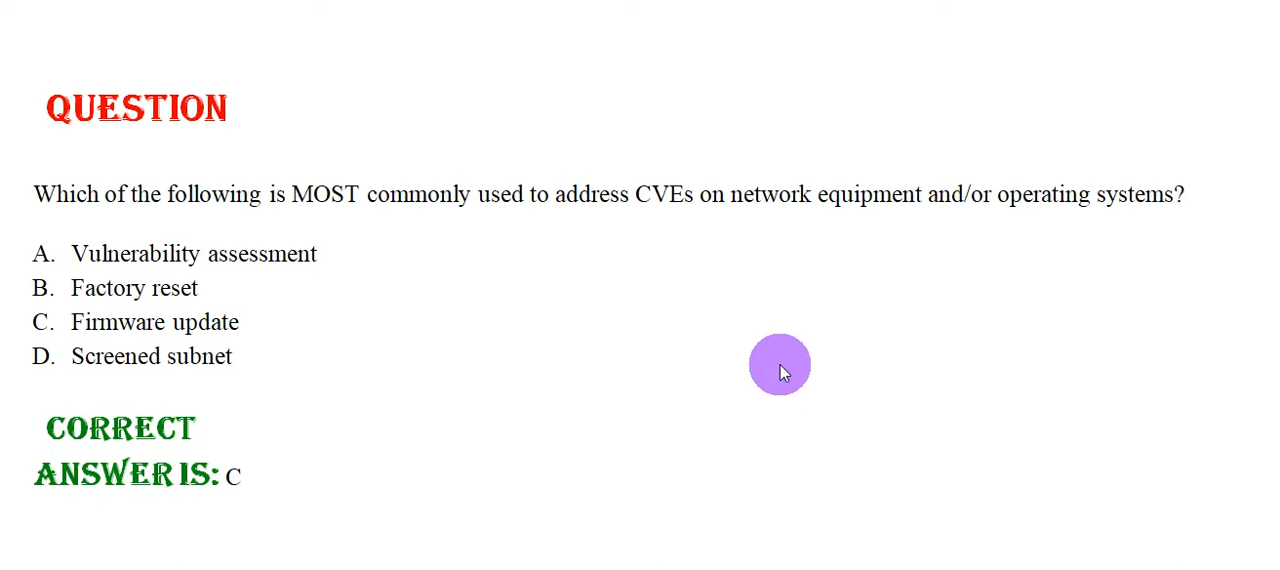 QUESTION
Which of the following is MOST commonly used to address CVEs on network equipment and/or operating systems?
A. Vulnerability assessment
B. Factory reset
C. Firmware update
D. Screened subnet
CORRECT
ANSWER IS: C